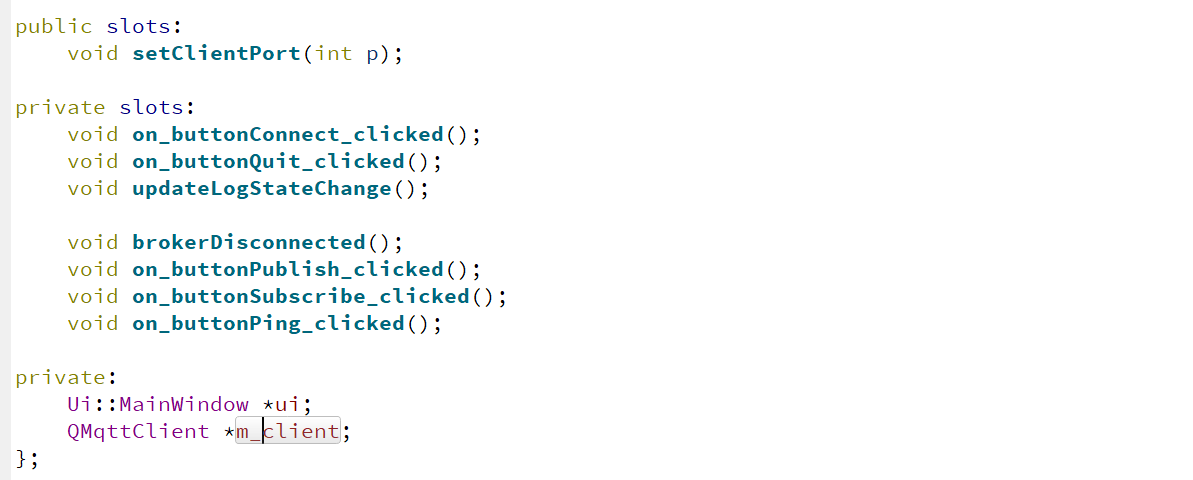 public slots:
    void setClientPort(int p);

private slots:
    void on_buttonConnect_clicked();
    void on_buttonQuit_clicked();
    void updateLogStateChange();

    void brokerDisconnected();
    void on_buttonPublish_clicked();
    void on_buttonSubscribe_clicked();
    void on_buttonPing_clicked();

private:
    Ui::MainWindow *ui;
    QMqttClient *m_client;
};